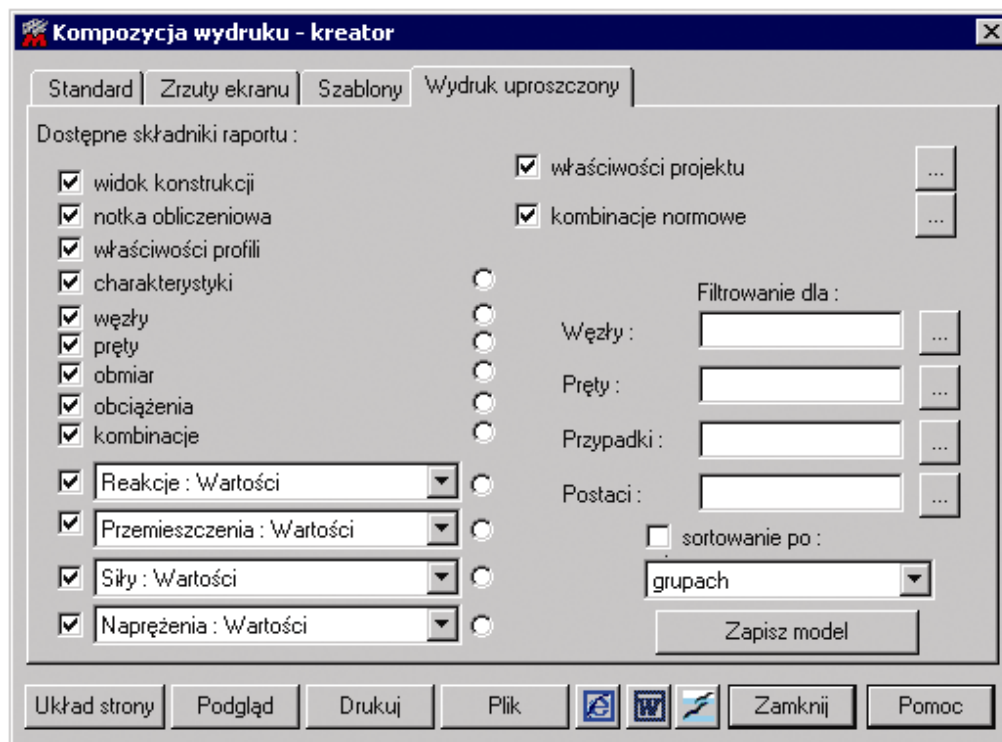 Kompozycja wydruku - kreator
Standard Zrzuty ekranu Szablony Wydruk uproszczony
Dostępne składniki raportu :
widok konstrukcji
notka obliczeniowa
właściwości profili
charakterystyki
węzły
pręty
obmiar
obciążenia
kombinacje
Reakcje : Wartości
Przemieszczenia : Wartości
Siły : Wartości
Naprężenia : Wartości
właściwości projektu ...
kombinacje normowe ...
Filtrowanie dla :
Węzły : ...
Pręty : ...
Przypadki : ...
Postaci : ...
sortowanie po :
grupach
Zapisz model
Układ strony Podgląd Drukuj Plik W Zamknij Pomoc